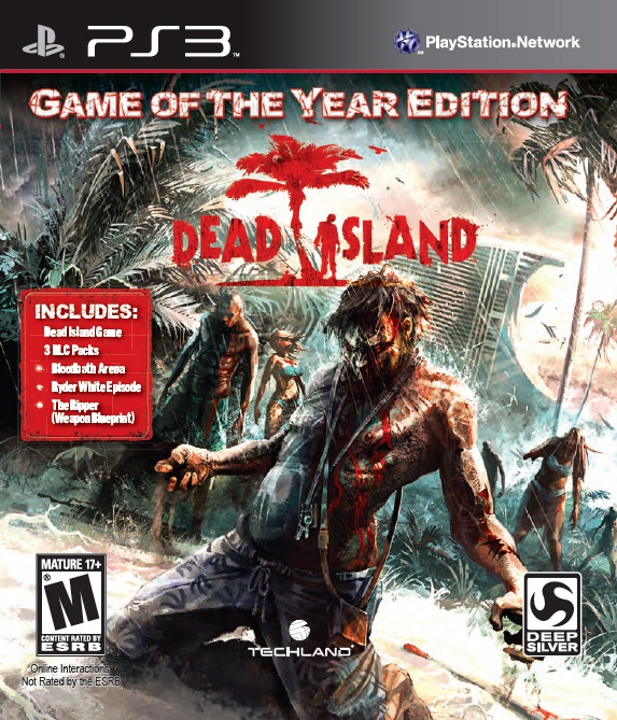 PS3™
PlayStation®Network
GAME OF THE YEAR EDITION
DEAD ISLAND
INCLUDES:
Dead Island Game
3 DLC Packs
Bloodbath Arena
Ryder White Episode
The Ripper
(Weapon Blueprint)
MATURE 17+
M®
CONTENT RATED BY
ESRB
Online Interactions
Not Rated by the ESRB
TECHLAND®
DEEP
SILVER